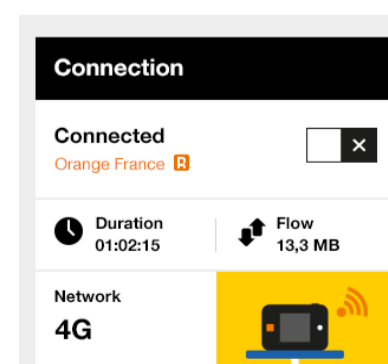 Connection
Connected
Orange France R
Duration
01:02:15
Flow
13,3 MB
Network
4G